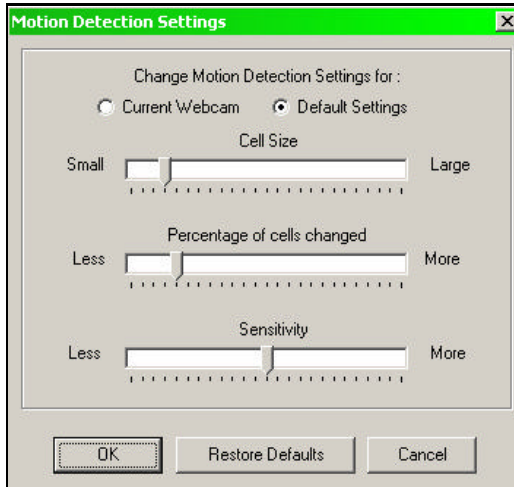 Motion Detection Settings
Change Motion Detection Settings for :
Current Webcam Default Settings
Cell Size
Small Large
Percentage of cells changed
Less More
Sensitivity
Less More
OK Restore Defaults Cancel